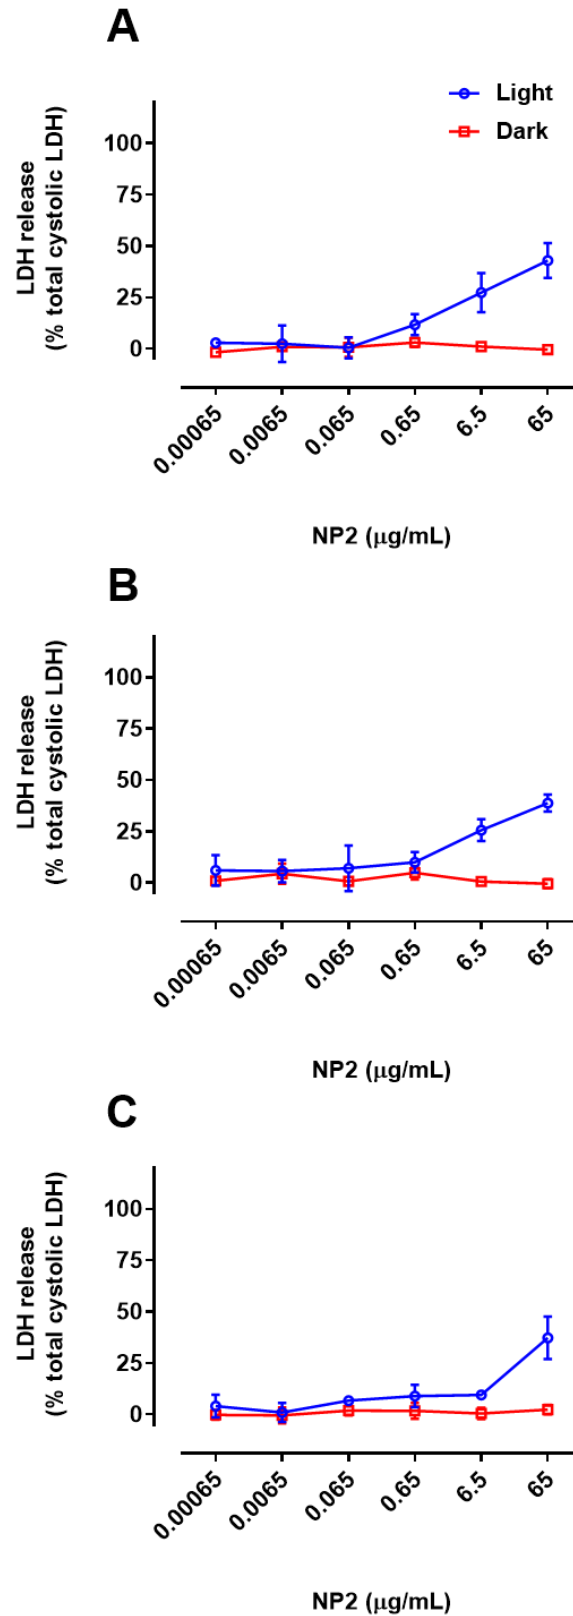 A
Light
Dark
LDH release
(% total cystolic LDH)
100
75
50
25
0
0.00065
0.0065
0.065
0.65
6.5
65
NP2 (μg/mL)
B
LDH release
(% total cystolic LDH)
100
75
50
25
0
0.00065
0.0065
0.065
0.65
6.5
65
NP2 (μg/mL)
C
LDH release
(% total cystolic LDH)
100
75
50
25
0
0.00065
0.0065
0.065
0.65
6.5
65
NP2 (μg/mL)